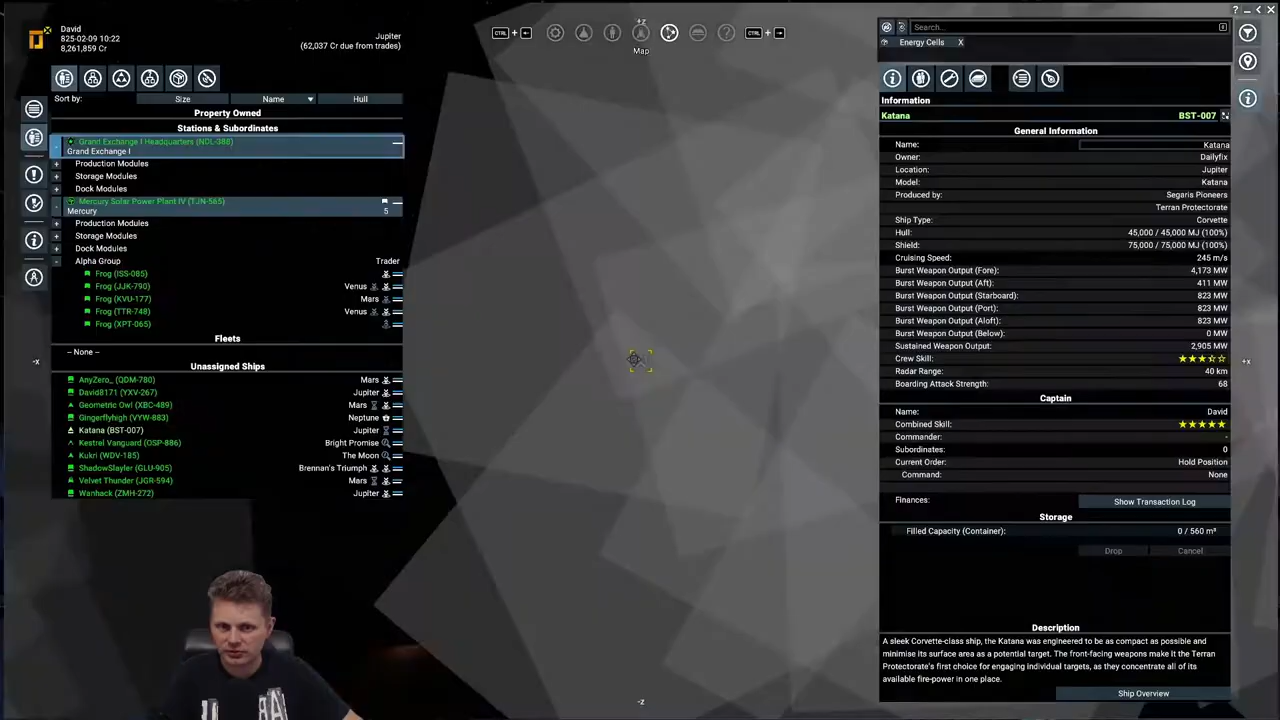 David
825-02-09 10:22
8,261,859 Cr
Jupiter
(62,037 Cr due from trades)
CTRL +
+z
CTRL +
Map
Search...
Energy Cells X
Sort by: Size Name Hull
Property Owned
Stations & Subordinates
Grand Exchange I Headquarters (NDL-388)
Grand Exchange I
Production Modules
Storage Modules
Dock Modules
Mercury Solar Power Plant IV (TJN-565)
Mercury 5
Production Modules
Storage Modules
Dock Modules
Alpha Group Trader
Frog (ISS-085)
Frog (JJK-790) Venus
Frog (KVU-177) Mars
Frog (TTR-748) Venus
Frog (XPT-065)
Fleets
-- None --
-x
+x
Unassigned Ships
AnyZero_ (QDM-780) Mars
David8171 (YXV-267) Jupiter
Geometric Owl (XBC-489) Mars
Gingerflyhigh (VYW-883) Neptune
Katana (BST-007) Jupiter
Kestrel Vanguard (OSP-886) Bright Promise
Kukri (WDV-185) The Moon
ShadowSlayler (GLU-905) Brennan's Triumph
Velvet Thunder (JGR-594) Mars
Wanhack (ZMH-272) Jupiter
-z
Information
Katana BST-007
General Information
Name: Katana
Owner: Dailyfix
Location: Jupiter
Model: Katana
Produced by: Segaris Pioneers
Terran Protectorate
Ship Type: Corvette
Hull: 45,000 / 45,000 MJ (100%)
Shield: 75,000 / 75,000 MJ (100%)
Cruising Speed: 245 m/s
Burst Weapon Output (Fore): 4,173 MW
Burst Weapon Output (Aft): 411 MW
Burst Weapon Output (Starboard): 823 MW
Burst Weapon Output (Port): 823 MW
Burst Weapon Output (Aloft): 823 MW
Burst Weapon Output (Below): 0 MW
Sustained Weapon Output: 2,905 MW
Crew Skill:
Radar Range: 40 km
Boarding Attack Strength: 68
Captain
Name: David
Combined Skill:
Commander: -
Subordinates: 0
Current Order: Hold Position
Command: None
Finances: Show Transaction Log
Storage
Filled Capacity (Container): 0 / 560 m³
Drop Cancel
Description
A sleek Corvette-class ship, the Katana was engineered to be as compact as possible and
minimise its surface area as a potential target. The front-facing weapons make it the Terran
Protectorate's first choice for engaging individual targets, as they concentrate all of its
available fire-power in one place.
Ship Overview